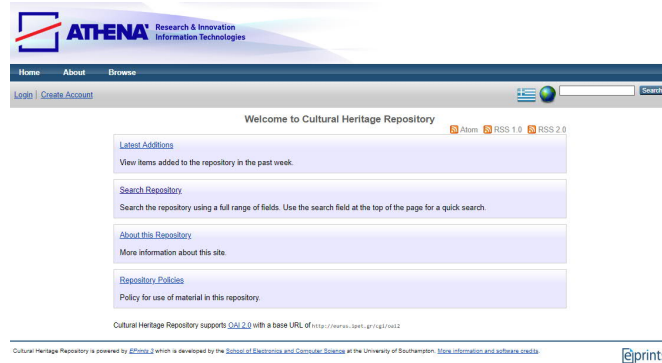 ATHENA Research & Innovation
Information Technologies
Home About Browse
Login | Create Account
Search
Welcome to Cultural Heritage Repository
Atom RSS 1.0 RSS 2.0
Latest Additions
View items added to the repository in the past week.
Search Repository
Search the repository using a full range of fields. Use the search field at the top of the page for a quick search.
About this Repository
More information about this site.
Repository Policies
Policy for use of material in this repository.
Cultural Heritage Repository supports OAI 2.0 with a base URL of http://eurus.ipet.gr/cgi/oai2
Cultural Heritage Repository is powered by EPrints 3 which is developed by the School of Electronics and Computer Science at the University of Southampton. More information and software credits.
eprints